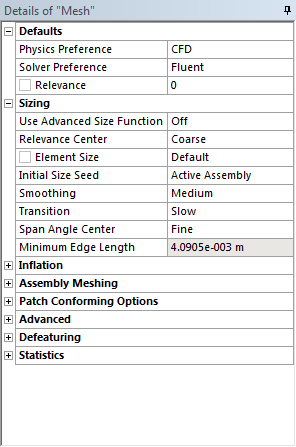 Details of "Mesh"
Defaults
Physics Preference CFD
Solver Preference Fluent
Relevance 0
Sizing
Use Advanced Size Function Off
Relevance Center Coarse
Element Size Default
Initial Size Seed Active Assembly
Smoothing Medium
Transition Slow
Span Angle Center Fine
Minimum Edge Length 4.0905e-003 m
Inflation
Assembly Meshing
Patch Conforming Options
Advanced
Defeaturing
Statistics